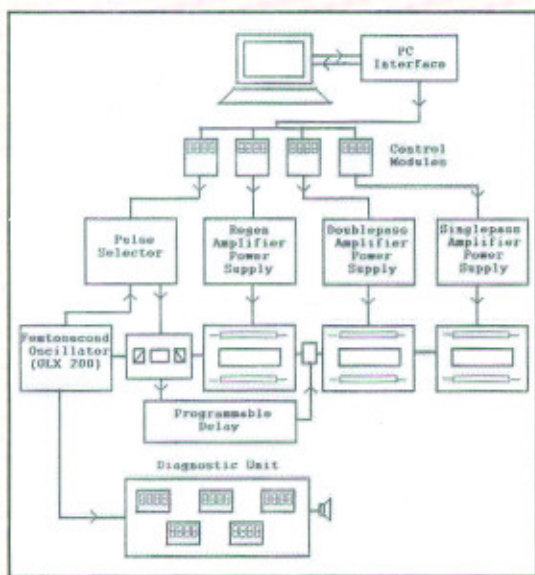 PC
Interface
Control
Modules
Pulse
Selector
Regen
Amplifier
Power
Supply
Doublepass
Amplifier
Power
Supply
Singlepass
Amplifier
Power
Supply
Femtosecond
Oscillator
(GLX 200)
Programmable
Delay
Diagnostic Unit